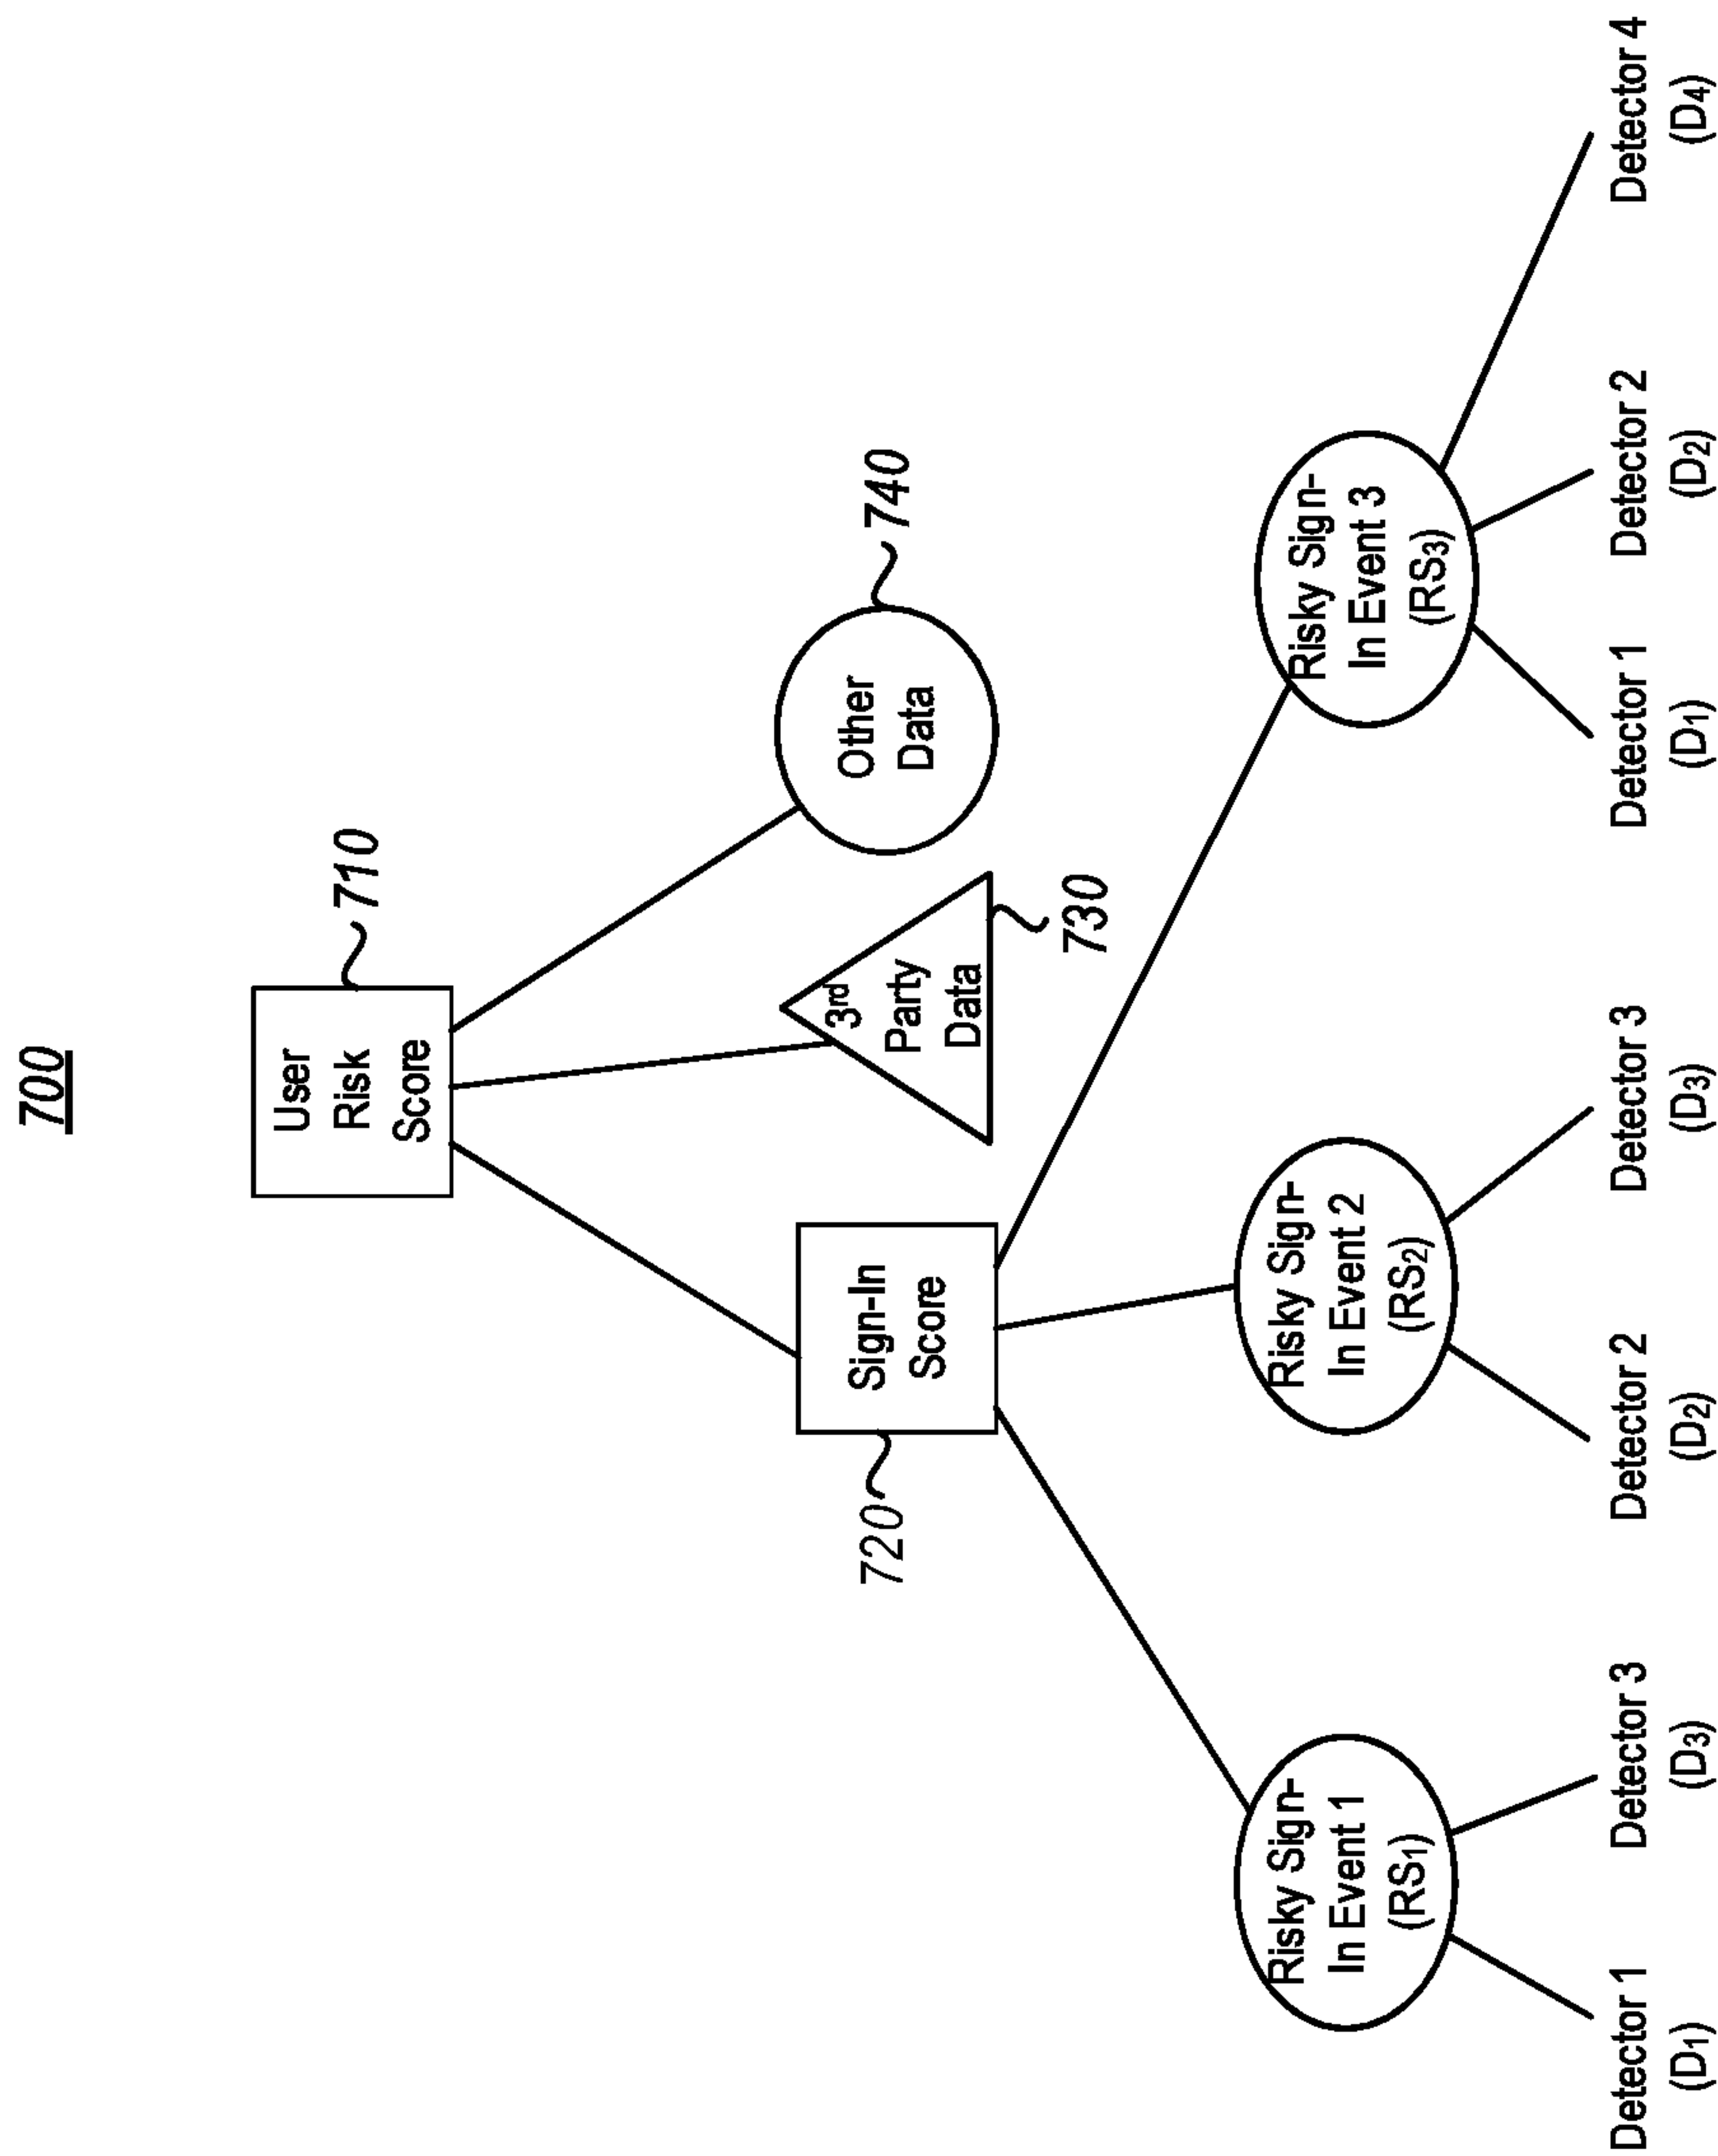 700
User
Risk
Score
710
Sign-In
Score
720
3rd
Party
Data
730
Other
Data
740
Risky Sign-
In Event 1
(RS1)
Risky Sign-
In Event 2
(RS2)
Risky Sign-
In Event 3
(RS3)
Detector 1
(D1)
Detector 3
(D3)
Detector 2
(D2)
Detector 3
(D3)
Detector 1
(D1)
Detector 2
(D2)
Detector 4
(D4)